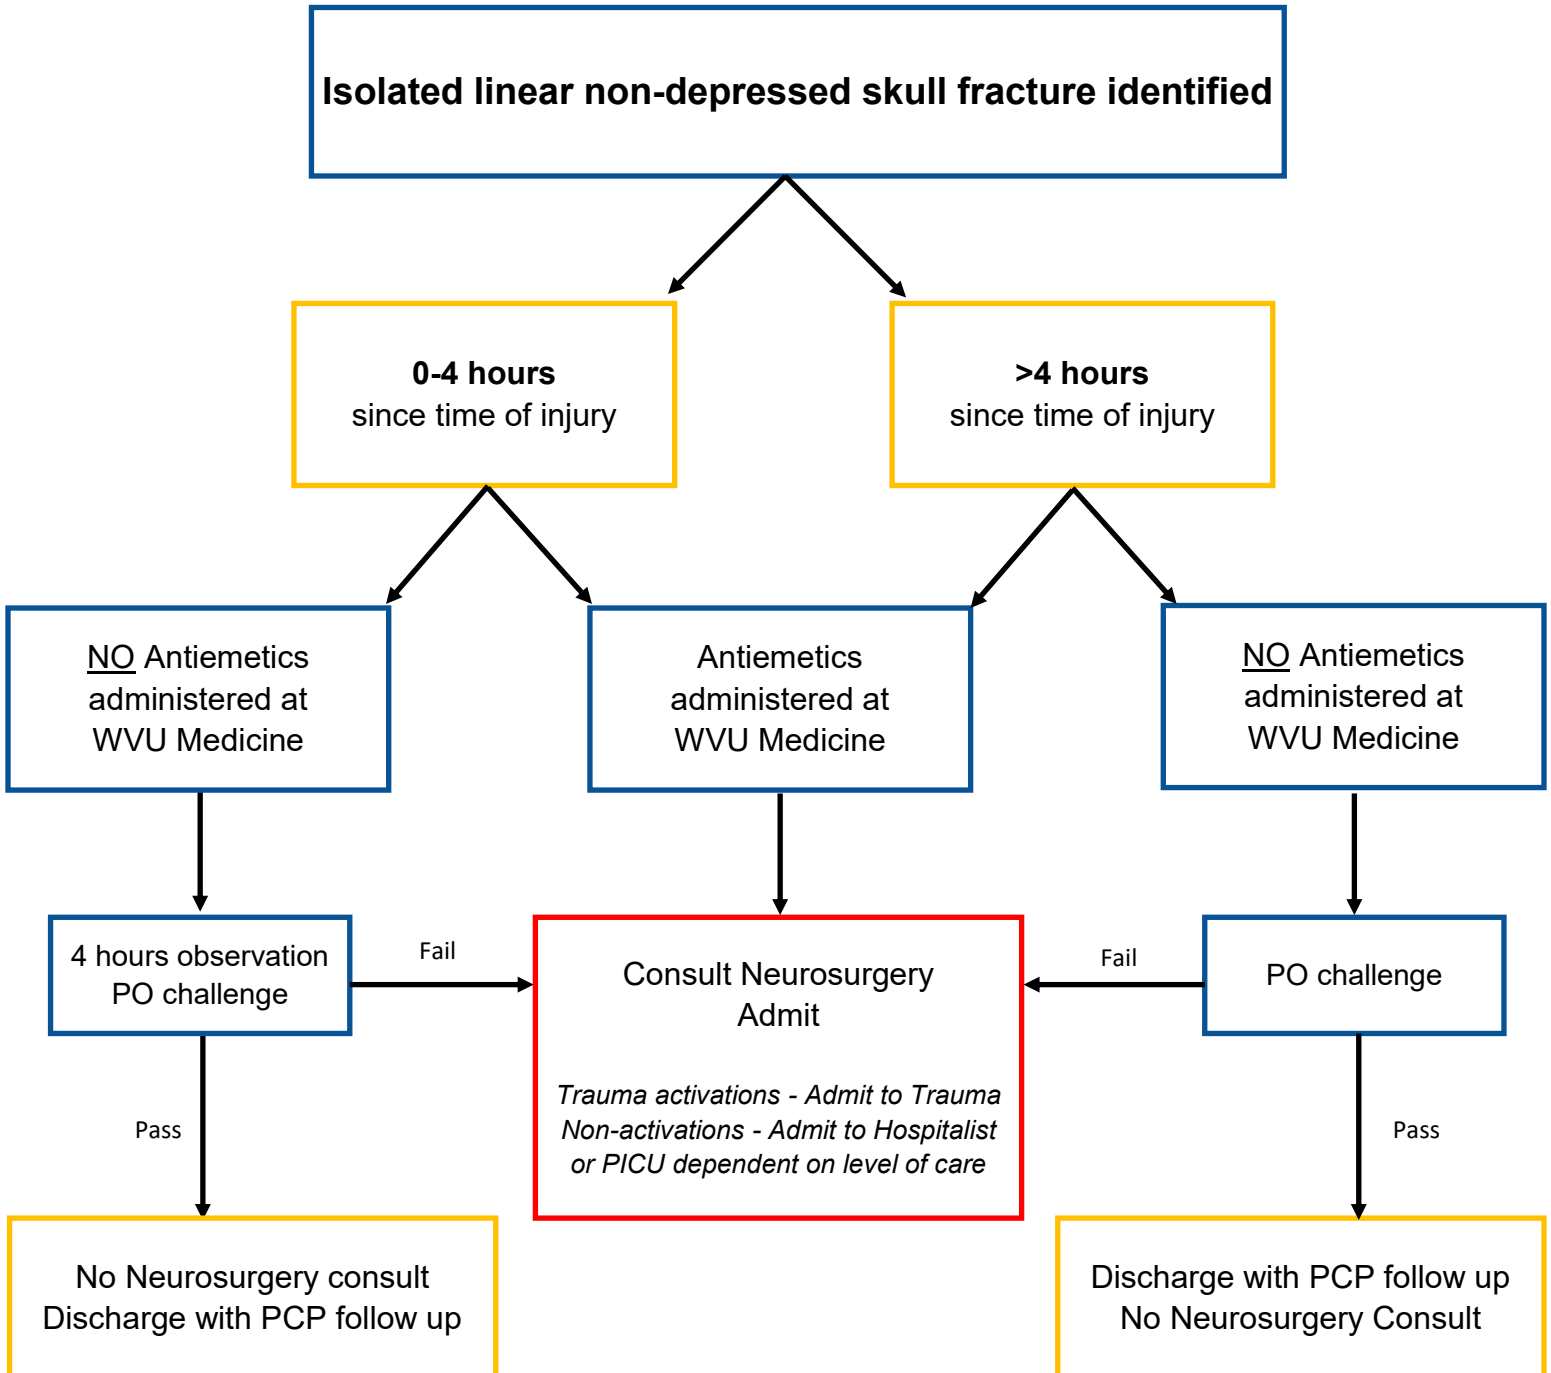 Isolated linear non-depressed skull fracture identified
0-4 hours
since time of injury
>4 hours
since time of injury
NO Antiemetics
administered at
WVU Medicine
Antiemetics
administered at
WVU Medicine
NO Antiemetics
administered at
WVU Medicine
4 hours observation
PO challenge
Fail
Consult Neurosurgery
Admit
Trauma activations - Admit to Trauma
Non-activations - Admit to Hospitalist
or PICU dependent on level of care
Fail
PO challenge
Pass
Pass
No Neurosurgery consult
Discharge with PCP follow up
Discharge with PCP follow up
No Neurosurgery Consult